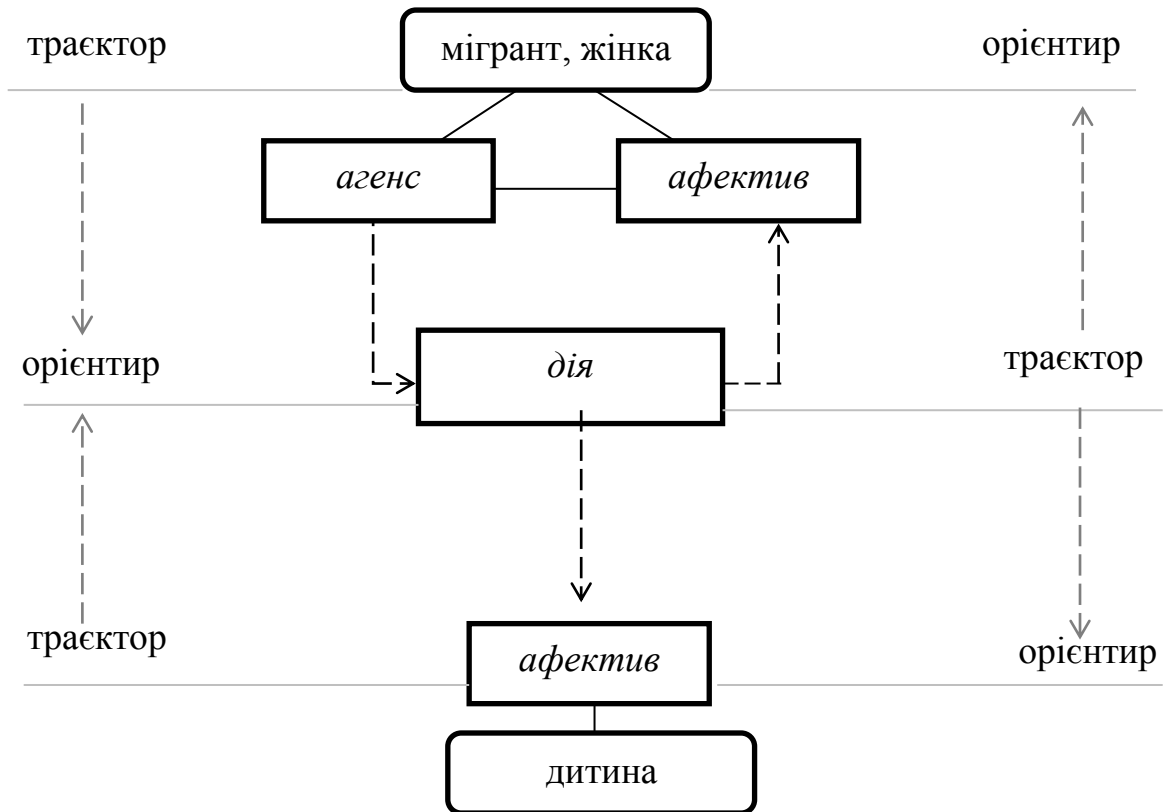 траєктор
мігрант, жінка
орієнтир
агенс
афектив
дія
орієнтир
траєктор
траєктор
афектив
орієнтир
дитина